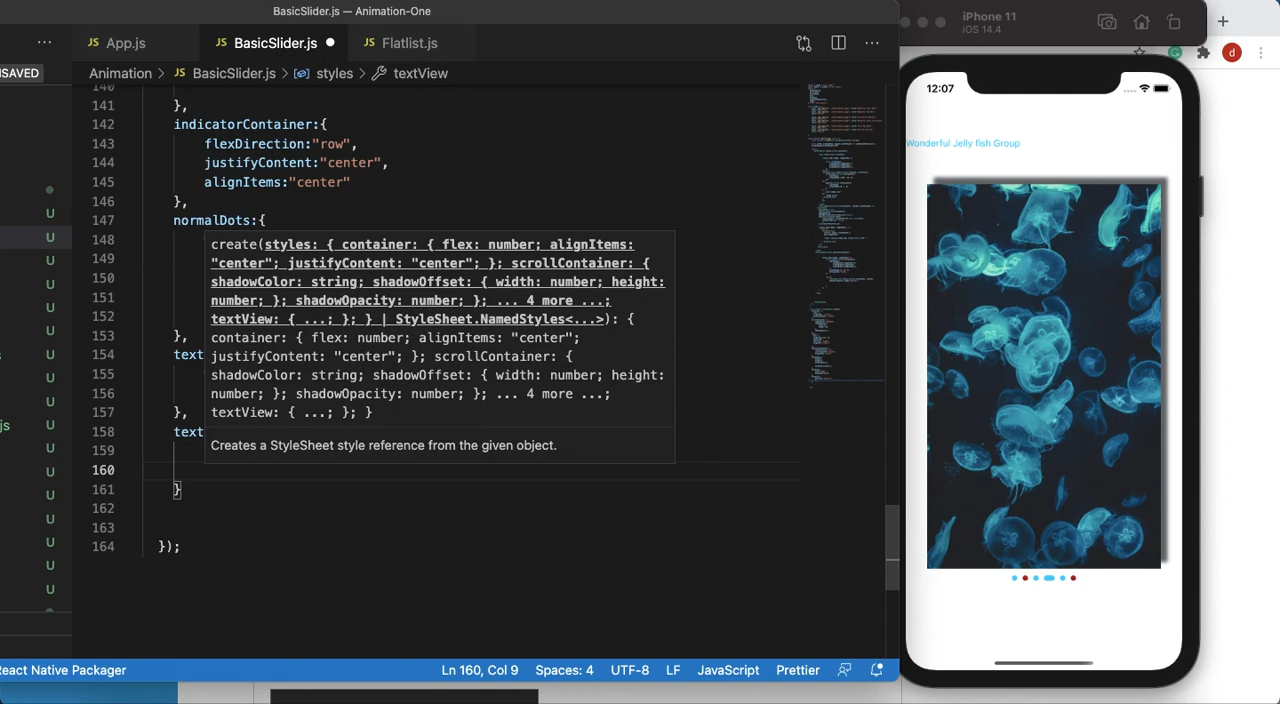 BasicSlider.js — Animation-One
iPhone 11
iOS 14.4
JS App.js
JS BasicSlider.js
JS Flatlist.js
d
Animation > JS BasicSlider.js > styles > textView
12:07
140
141 },
142 indicatorContainer:{
143 flexDirection:"row",
144 justifyContent:"center",
145 alignItems:"center"
146 },
147 normalDots:{
148
149
150
151
152
153 },
154 text
155
156
157 },
158 text
159
160
161 }
162
163
164 });
create(styles: { container: { flex: number; alignItems:
"center"; justifyContent: "center"; }; scrollContainer: {
shadowColor: string; shadowOffset: { width: number; height:
number; }; shadowOpacity: number; }; ... 4 more ...;
textView: { ...; }; } | StyleSheet.NamedStyles<...>): {
container: { flex: number; alignItems: "center";
justifyContent: "center"; }; scrollContainer: {
shadowColor: string; shadowOffset: { width: number; height:
number; }; shadowOpacity: number; }; ... 4 more ...;
textView: { ...; }; }
Creates a StyleSheet style reference from the given object.
U
U
U
U
U
U
U
U
U
js U
U
U
U
U
U
U
U
Wonderful Jelly fish Group
React Native Packager
Ln 160, Col 9 Spaces: 4 UTF-8 LF JavaScript Prettier